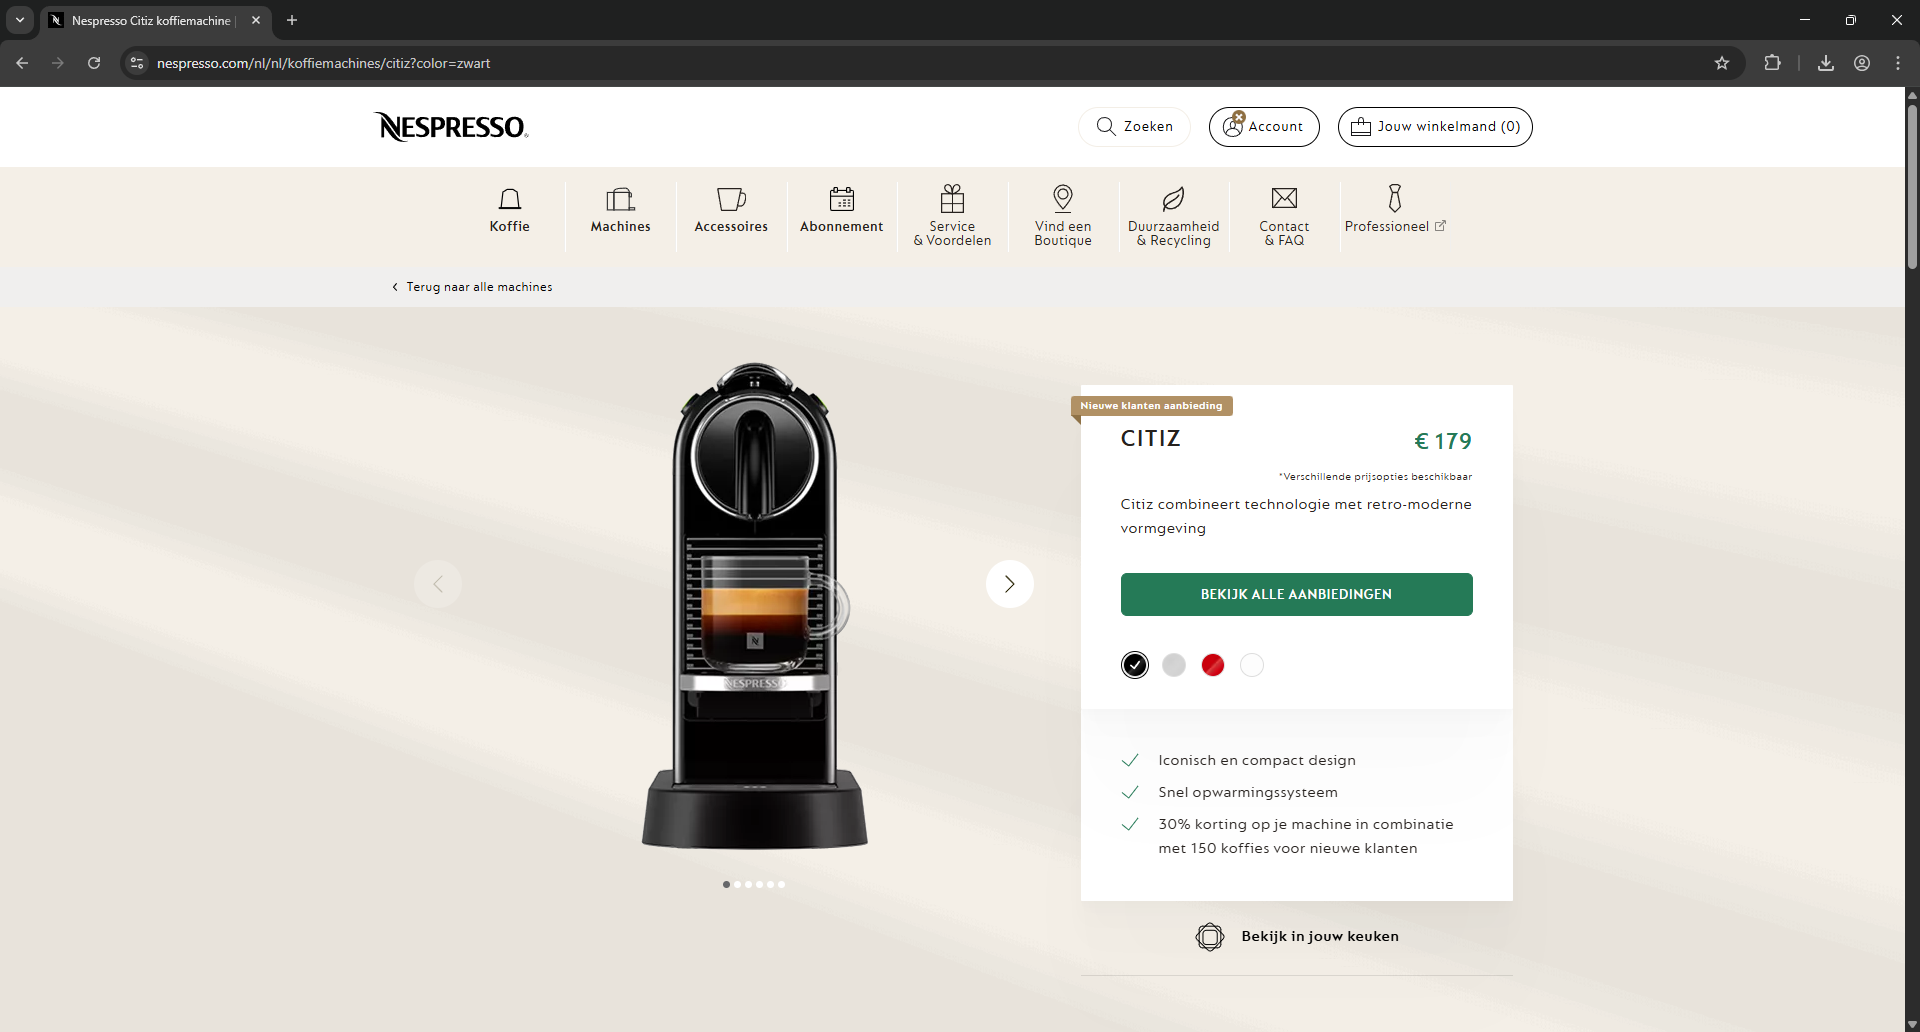 Nespresso Citiz koffiemachine |
nespresso.com/nl/nl/koffiemachines/citiz?color=zwart
NESPRESSO.
Zoeken
Account
Jouw winkelmand (0)
Koffie
Machines
Accessoires
Abonnement
Service
& Voordelen
Vind een
Boutique
Duurzaamheid
& Recycling
Contact
& FAQ
Professioneel
Terug naar alle machines
Nieuwe klanten aanbieding
CITIZ
€ 179
*Verschillende prijsopties beschikbaar
Citiz combineert technologie met retro-moderne
vormgeving
BEKIJK ALLE AANBIEDINGEN
NESPRESSO
Iconisch en compact design
Snel opwarmingssysteem
30% korting op je machine in combinatie
met 150 koffies voor nieuwe klanten
Bekijk in jouw keuken